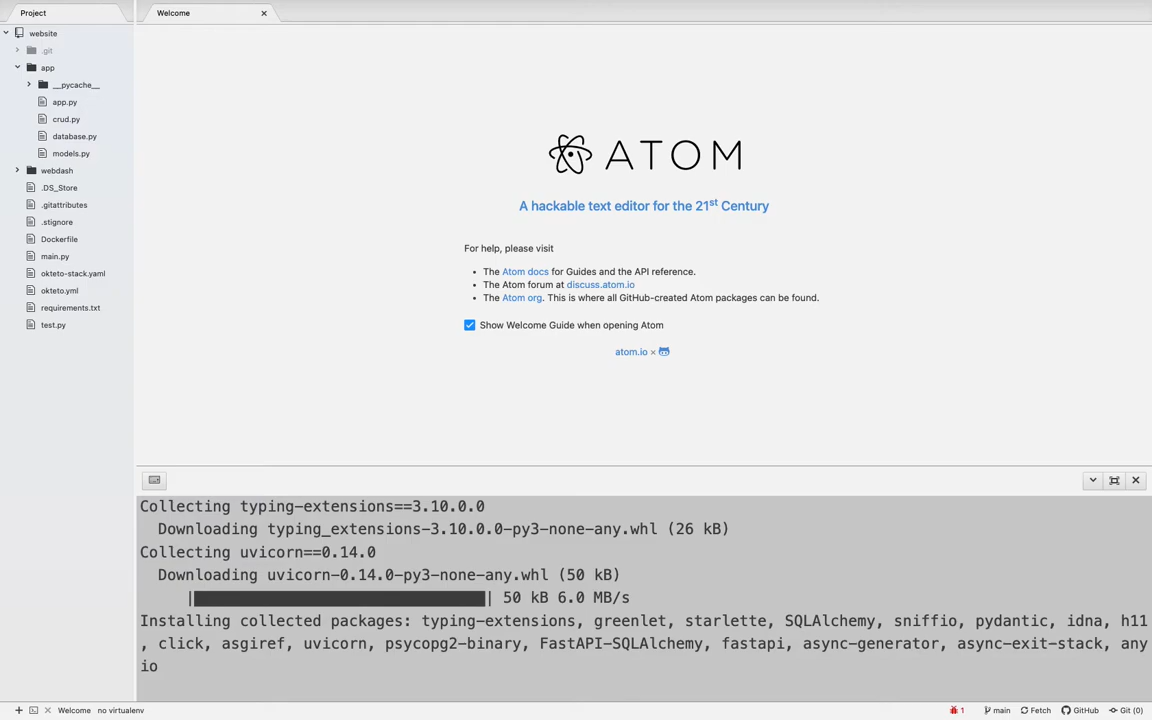 Project
Welcome
website
.git
app
__pycache__
app.py
crud.py
database.py
models.py
webdash
.DS_Store
.gitattributes
.stignore
Dockerfile
main.py
okteto-stack.yaml
okteto.yml
requirements.txt
test.py
ATOM
A hackable text editor for the 21st Century
For help, please visit
• The Atom docs for Guides and the API reference.
• The Atom forum at discuss.atom.io
• The Atom org. This is where all GitHub-created Atom packages can be found.
Show Welcome Guide when opening Atom
atom.io ×
Collecting typing-extensions==3.10.0.0
Downloading typing_extensions-3.10.0.0-py3-none-any.whl (26 kB)
Collecting uvicorn==0.14.0
Downloading uvicorn-0.14.0-py3-none-any.whl (50 kB)
|████████████████████████████████| 50 kB 6.0 MB/s
Installing collected packages: typing-extensions, greenlet, starlette, SQLAlchemy, sniffio, pydantic, idna, h11
, click, asgiref, uvicorn, psycopg2-binary, FastAPI-SQLAlchemy, fastapi, async-generator, async-exit-stack, any
io
Welcome no virtualenv
1 main Fetch GitHub Git (0)